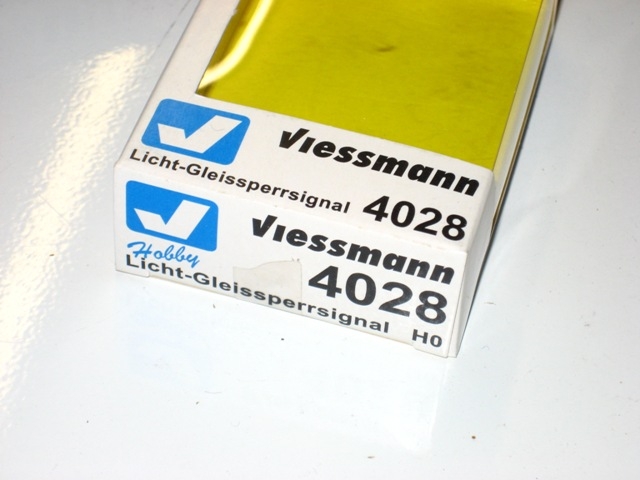 Viessmann
Licht-Gleissperrsignal 4028
Viessmann
Hobby
4028
Licht-Gleissperrsignal H0